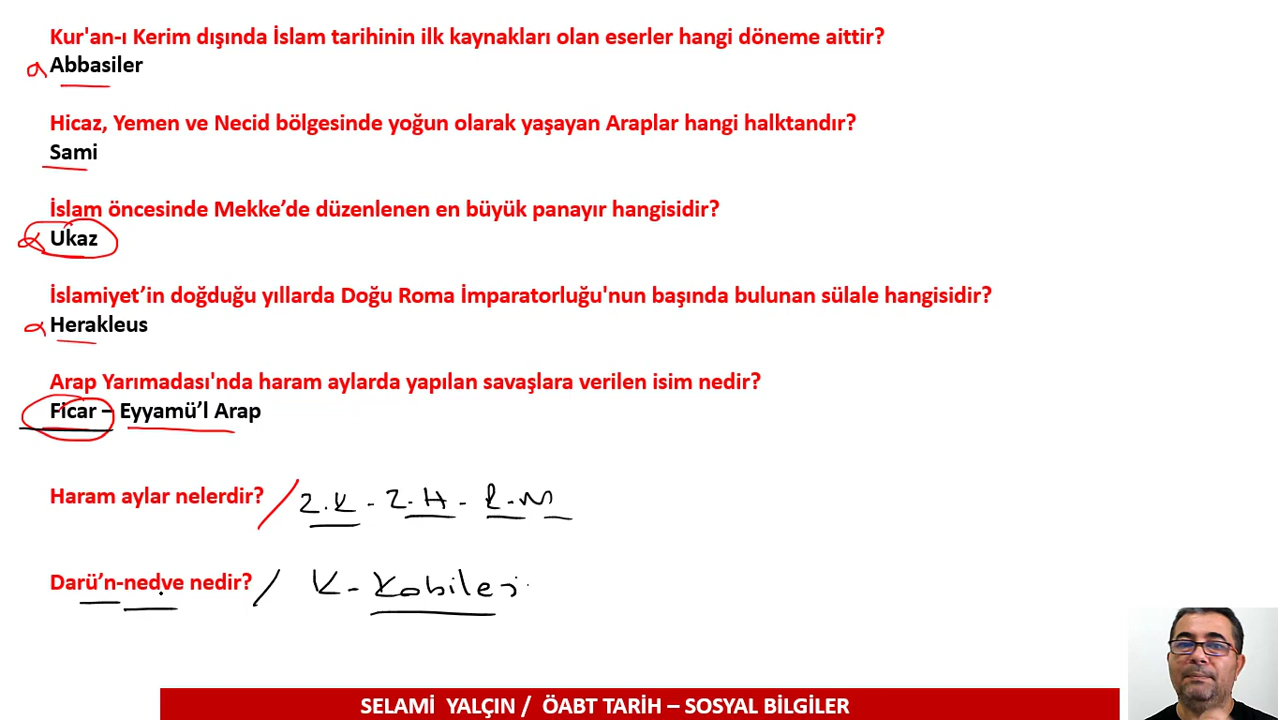 Kur'an-ı Kerim dışında İslam tarihinin ilk kaynakları olan eserler hangi döneme aittir?
Abbasiler
Hicaz, Yemen ve Necid bölgesinde yoğun olarak yaşayan Araplar hangi halktandır?
Sami
İslam öncesinde Mekke’de düzenlenen en büyük panayır hangisidir?
Ukaz
İslamiyet’in doğduğu yıllarda Doğu Roma İmparatorluğu'nun başında bulunan sülale hangisidir?
Herakleus
Arap Yarımadası'nda haram aylarda yapılan savaşlara verilen isim nedir?
Ficar – Eyyamü’l Arap
Haram aylar nelerdir? / Z.K - Z.H - R-M
Darü’n-nedve nedir? / K- Kabilesi
SELAMİ YALÇIN / ÖABT TARİH – SOSYAL BİLGİLER